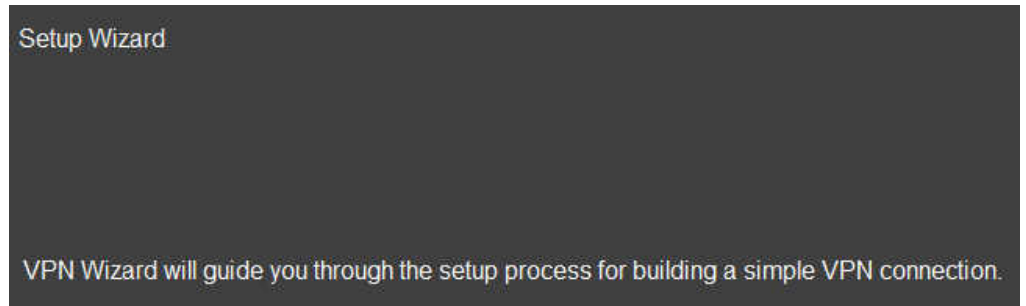 Setup Wizard
VPN Wizard will guide you through the setup process for building a simple VPN connection.